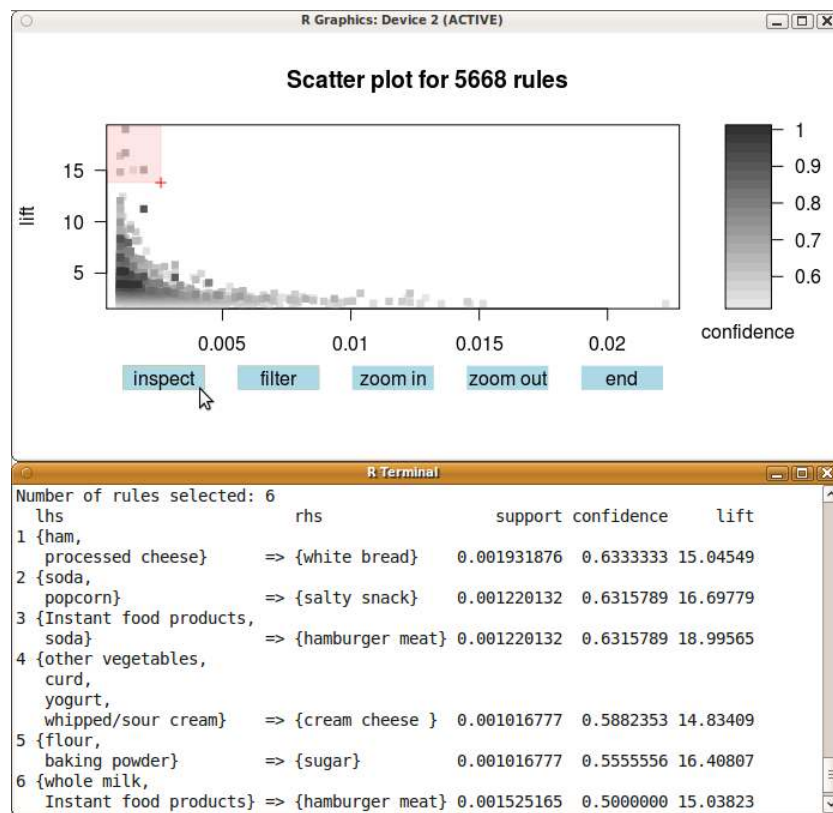 R Graphics: Device 2 (ACTIVE)
Scatter plot for 5668 rules
lift
15
10
5
0.005 0.01 0.015 0.02
1
0.9
0.8
0.7
0.6
confidence
inspect filter zoom in zoom out end
R Terminal
Number of rules selected: 6
lhs rhs support confidence lift
1 {ham,
processed cheese} => {white bread} 0.001931876 0.6333333 15.04549
2 {soda,
popcorn} => {salty snack} 0.001220132 0.6315789 16.69779
3 {Instant food products,
soda} => {hamburger meat} 0.001220132 0.6315789 18.99565
4 {other vegetables,
curd,
yogurt,
whipped/sour cream} => {cream cheese } 0.001016777 0.5882353 14.83409
5 {flour,
baking powder} => {sugar} 0.001016777 0.5555556 16.40807
6 {whole milk,
Instant food products} => {hamburger meat} 0.001525165 0.5000000 15.03823